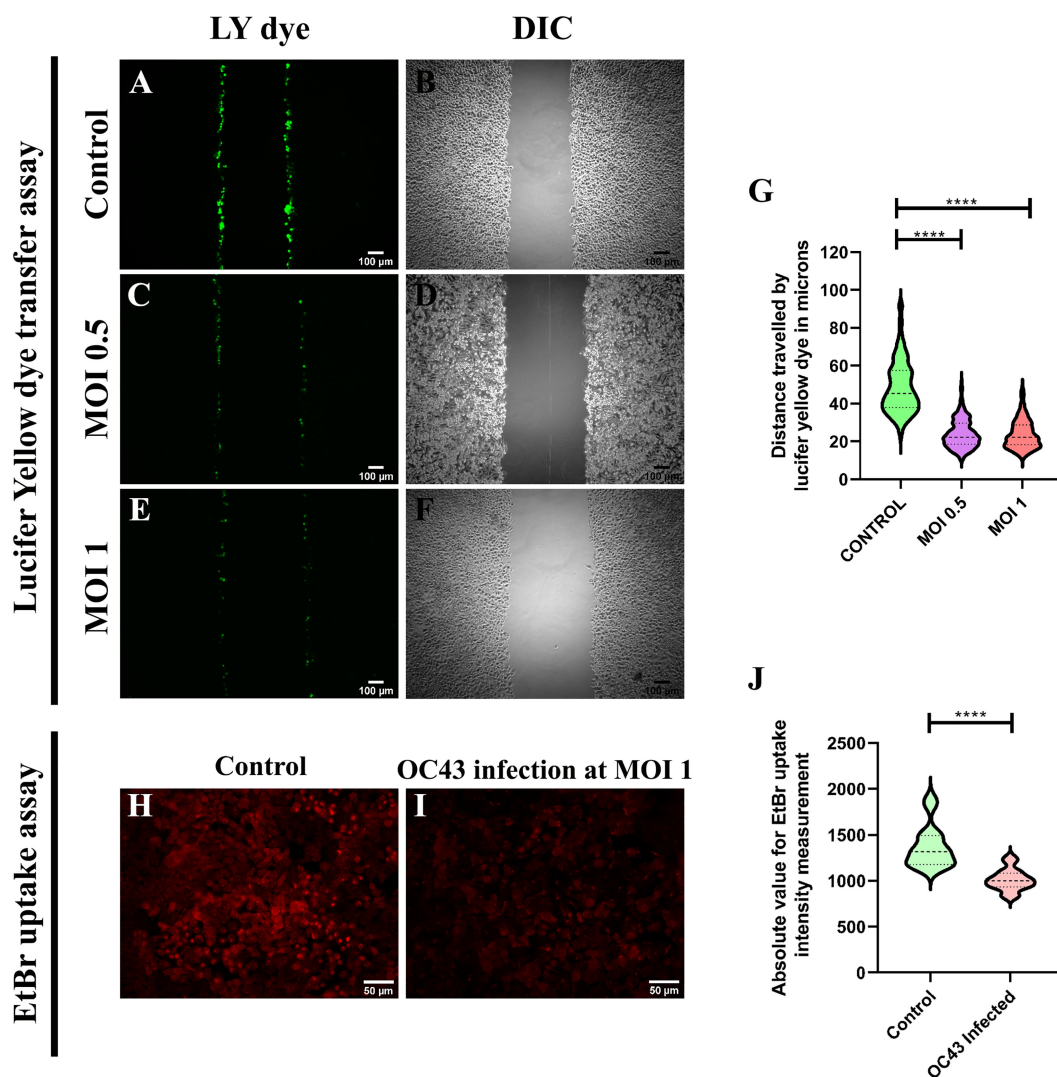 LY dye
DIC
Lucifer Yellow dye transfer assay
Control
MOI 0.5
MOI 1
A
B
100 µm
100 µm
C
D
100 µm
100 µm
E
F
100 µm
100 µm
G
****
****
Distance travelled by
lucifer yellow dye in microns
120
100
80
60
40
20
0
CONTROL
MOI 0.5
MOI 1
EtBr uptake assay
Control
OC43 infection at MOI 1
H
I
50 µm
50 µm
J
****
Absolute value for EtBr uptake
intensity measurement
2500
2000
1500
1000
500
0
Control
OC43 Infected